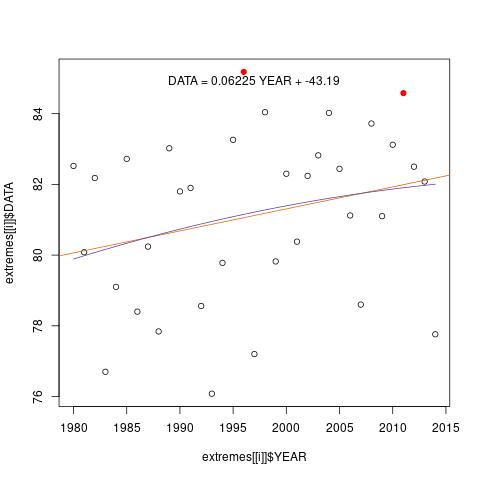 DATA = 0.06225 YEAR + -43.19
extremes[[i]]$DATA
84
82
80
78
76
1980 1985 1990 1995 2000 2005 2010 2015
extremes[[i]]$YEAR